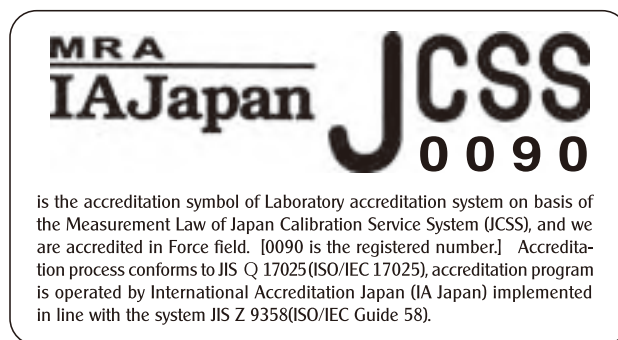 MRA
IAJapan
JCSS
0090
is the accreditation symbol of Laboratory accreditation system on basis of
the Measurement Law of Japan Calibration Service System (JCSS), and we
are accredited in Force field. [0090 is the registered number.] Accredita-
tion process conforms to JIS Q 17025(ISO/IEC 17025), accreditation program
is operated by International Accreditation Japan (IA Japan) implemented
in line with the system JIS Z 9358(ISO/IEC Guide 58).